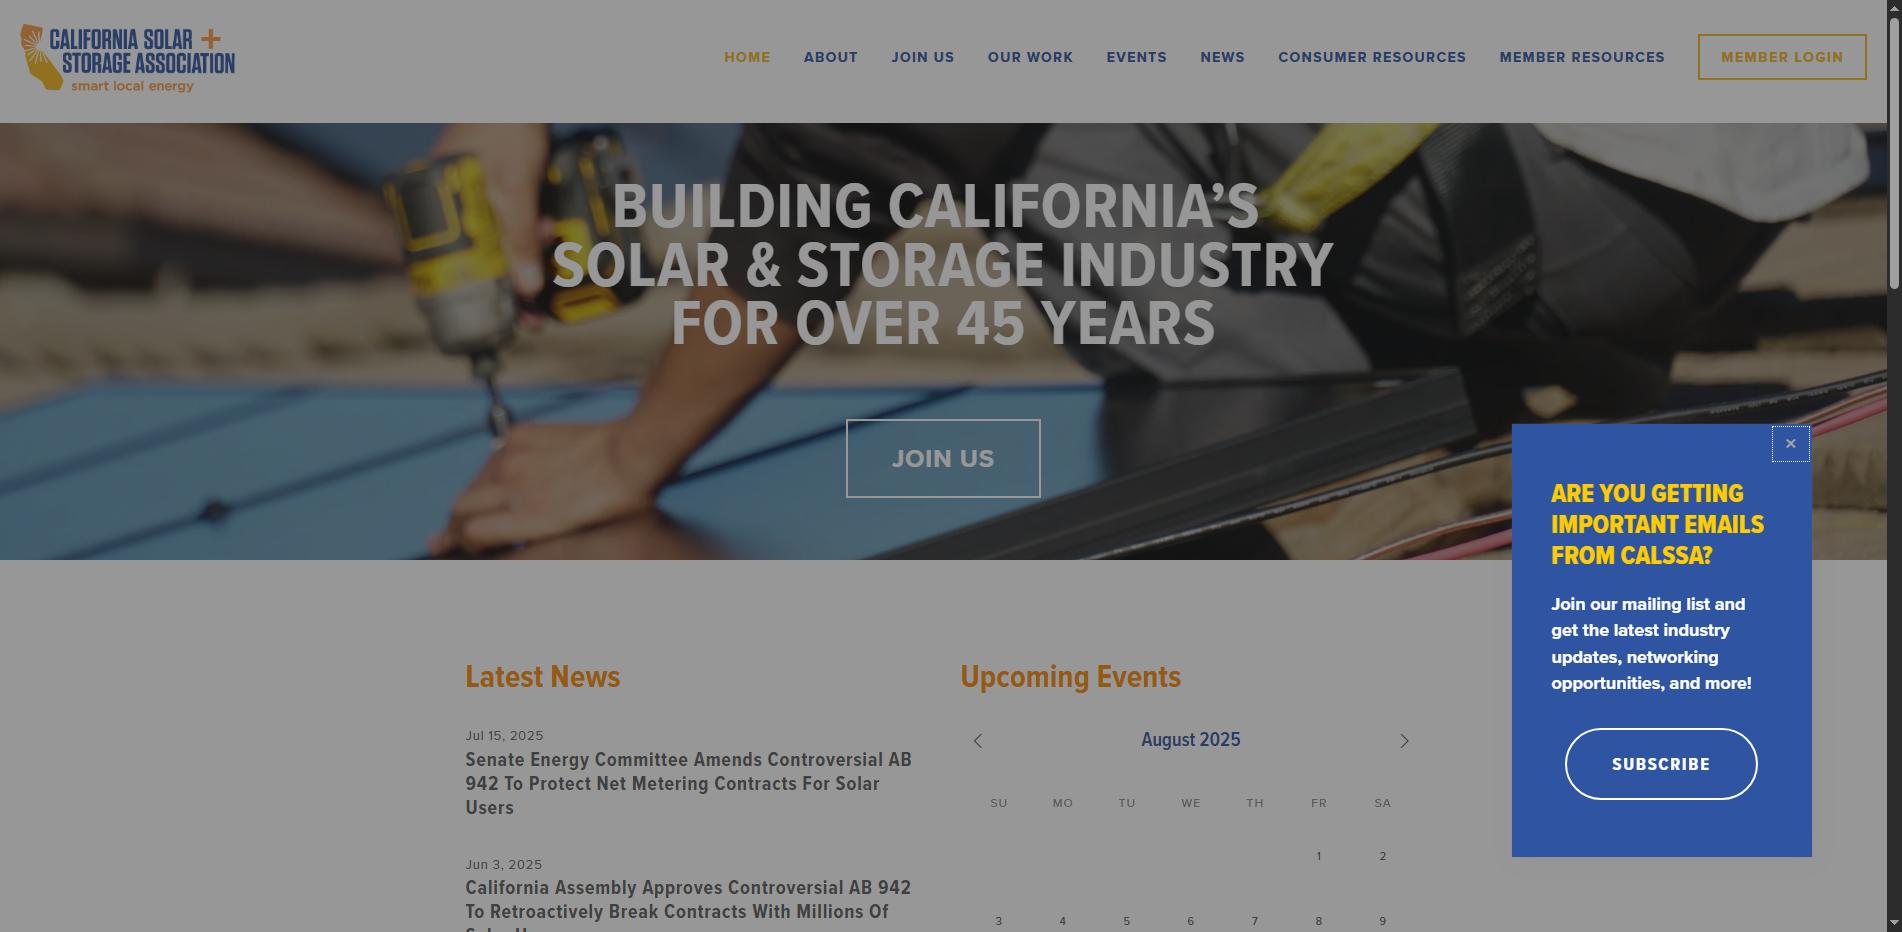 CALIFORNIA SOLAR +
STORAGE ASSOCIATION
smart local energy
HOME ABOUT JOIN US OUR WORK EVENTS NEWS CONSUMER RESOURCES MEMBER RESOURCES MEMBER LOGIN
BUILDING CALIFORNIA’S
SOLAR & STORAGE INDUSTRY
FOR OVER 45 YEARS
JOIN US
×
ARE YOU GETTING
IMPORTANT EMAILS
FROM CALSSA?
Join our mailing list and
get the latest industry
updates, networking
opportunities, and more!
SUBSCRIBE
Latest News
Jul 15, 2025
Senate Energy Committee Amends Controversial AB
942 To Protect Net Metering Contracts For Solar
Users
Jun 3, 2025
California Assembly Approves Controversial AB 942
To Retroactively Break Contracts With Millions Of
Upcoming Events
August 2025
SU MO TU WE TH FR SA
1 2
3 4 5 6 7 8 9